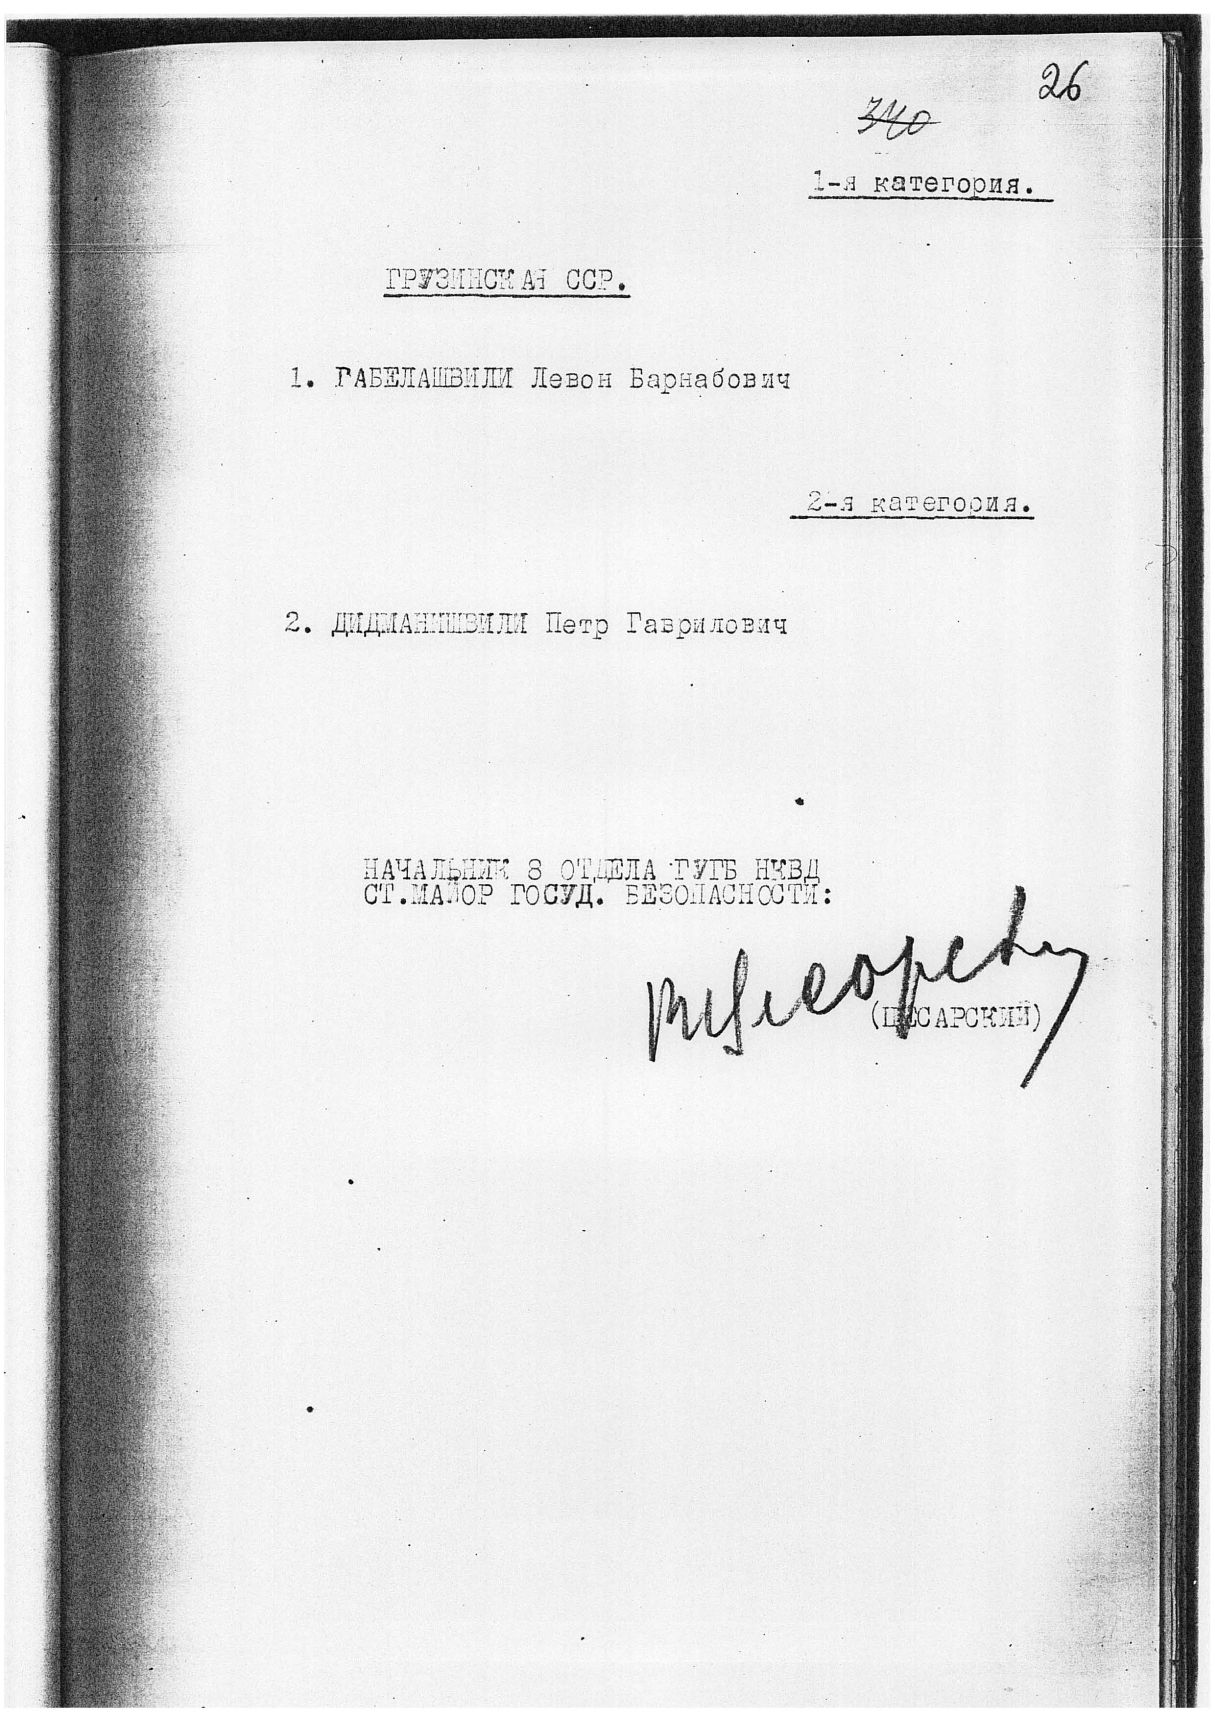 26
340
1-я категория.
ГРУЗИНСКАЯ ССР.
1. ГАБЕЛАШВИЛИ Левон Барнабович
2-я категория.
2. ДИДМАНИШВИЛИ Петр Гаврилович
НАЧАЛЬНИК 8 ОТДЕЛА ГУГБ НКВД
СТ.МАЙОР ГОСУД. БЕЗОПАСНОСТИ:
(ЦЕСАРСКИЙ)